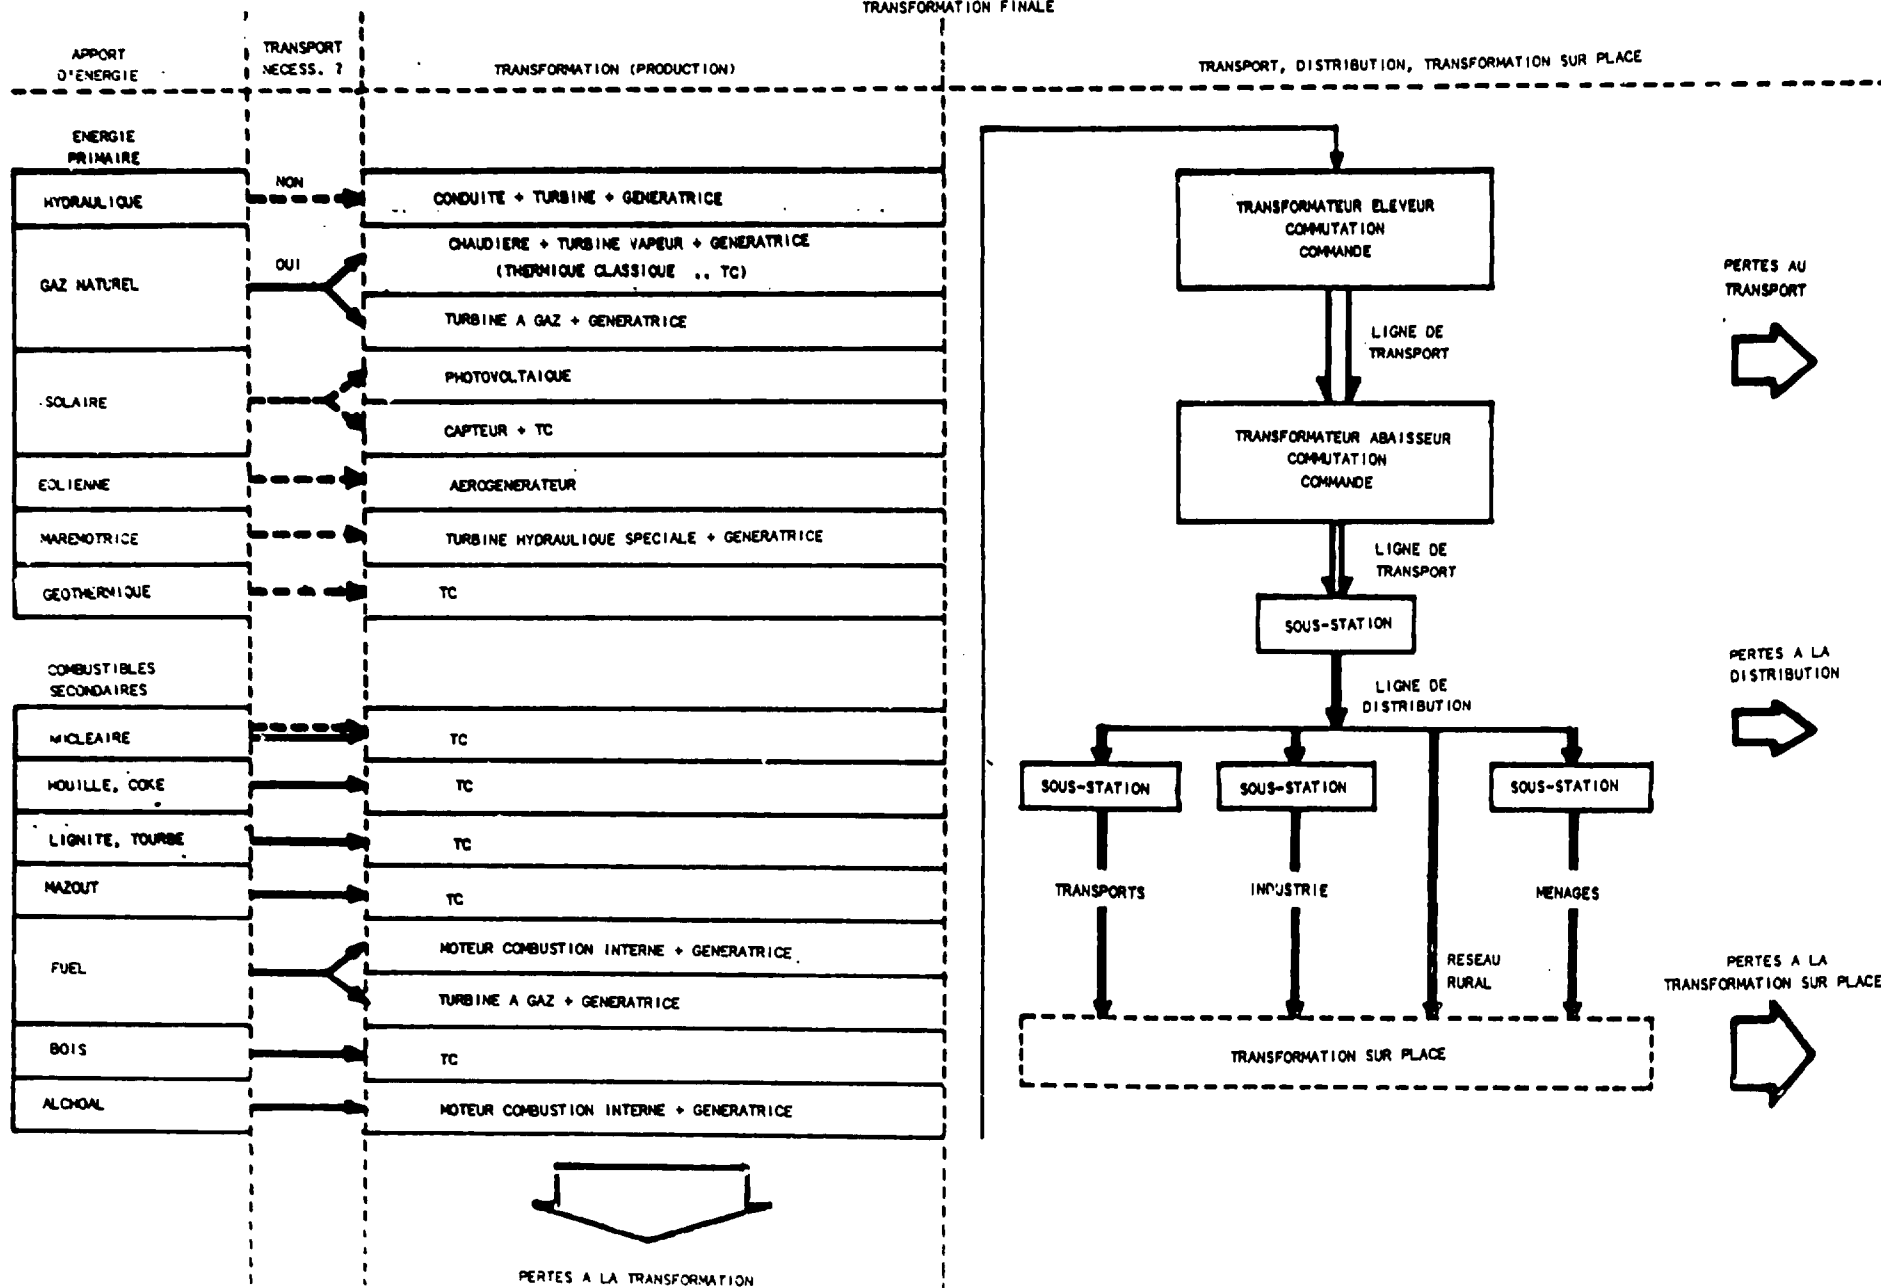 TRANSFORMATION FINALE
APPORT
D'ENERGIE
TRANSPORT
NECESS. ?
TRANSFORMATION (PRODUCTION)
TRANSPORT, DISTRIBUTION, TRANSFORMATION SUR PLACE
ENERGIE
PRIMAIRE
HYDRAULIQUE
NON
CONDUITE + TURBINE + GENERATRICE
GAZ NATUREL
OUI
CHAUDIERE + TURBINE VAPEUR + GENERATRICE
(THERMIQUE CLASSIQUE .. TC)
TURBINE A GAZ + GENERATRICE
SOLAIRE
PHOTOVOLTAIQUE
CAPTEUR + TC
EOLIENNE
AEROGENERATEUR
MAREMOTRICE
TURBINE HYDRAULIQUE SPECIALE + GENERATRICE
GEOTHERMIQUE
TC
COMBUSTIBLES
SECONDAIRES
NUCLEAIRE
TC
HOUILLE, COKE
TC
LIGNITE, TOURBE
TC
MAZOUT
TC
FUEL
MOTEUR COMBUSTION INTERNE + GENERATRICE
TURBINE A GAZ + GENERATRICE
BOIS
TC
ALCHOAL
MOTEUR COMBUSTION INTERNE + GENERATRICE
PERTES A LA TRANSFORMATION
TRANSFORMATEUR ELEVEUR
COMMUTATION
COMMANDE
LIGNE DE
TRANSPORT
TRANSFORMATEUR ABAISSEUR
COMMUTATION
COMMANDE
LIGNE DE
TRANSPORT
SOUS-STATION
LIGNE DE
DISTRIBUTION
SOUS-STATION
SOUS-STATION
SOUS-STATION
TRANSPORTS
INDUSTRIE
MENAGES
RESEAU
RURAL
TRANSFORMATION SUR PLACE
PERTES AU
TRANSPORT
PERTES A LA
DISTRIBUTION
PERTES A LA
TRANSFORMATION SUR PLACE